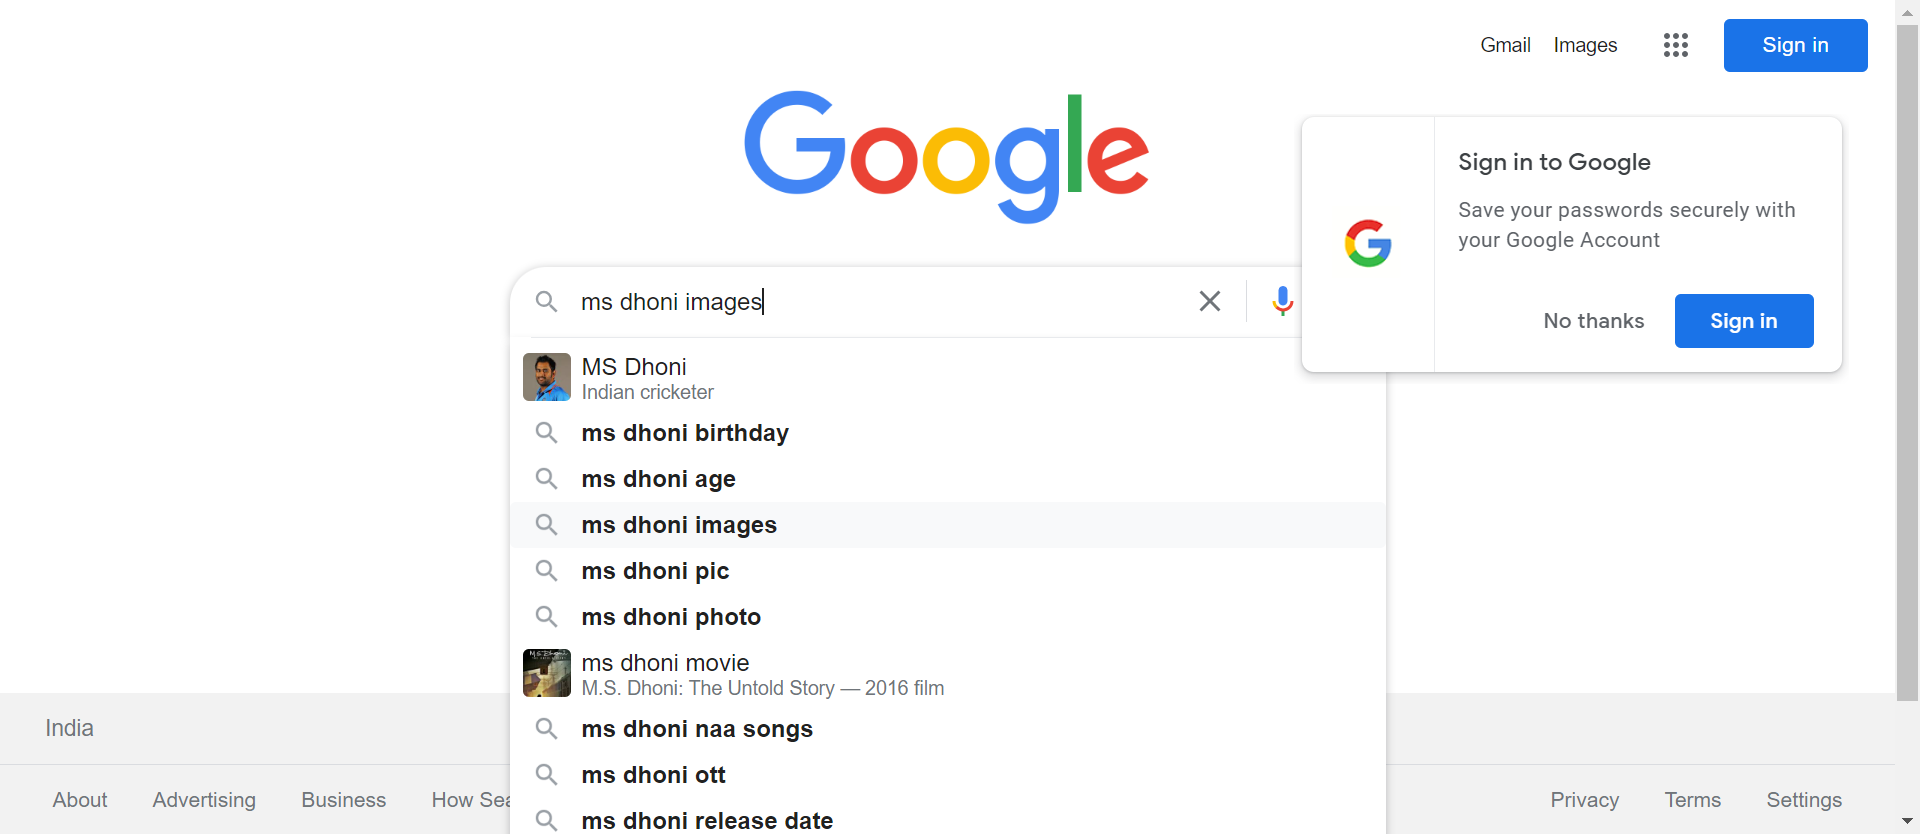 Gmail Images Sign in
Google
Sign in to Google
Save your passwords securely with
your Google Account
No thanks Sign in
ms dhoni images
MS Dhoni
Indian cricketer
ms dhoni birthday
ms dhoni age
ms dhoni images
ms dhoni pic
ms dhoni photo
ms dhoni movie
M.S. Dhoni: The Untold Story — 2016 film
ms dhoni naa songs
ms dhoni ott
ms dhoni release date
India
About Advertising Business How Sea
Privacy Terms Settings